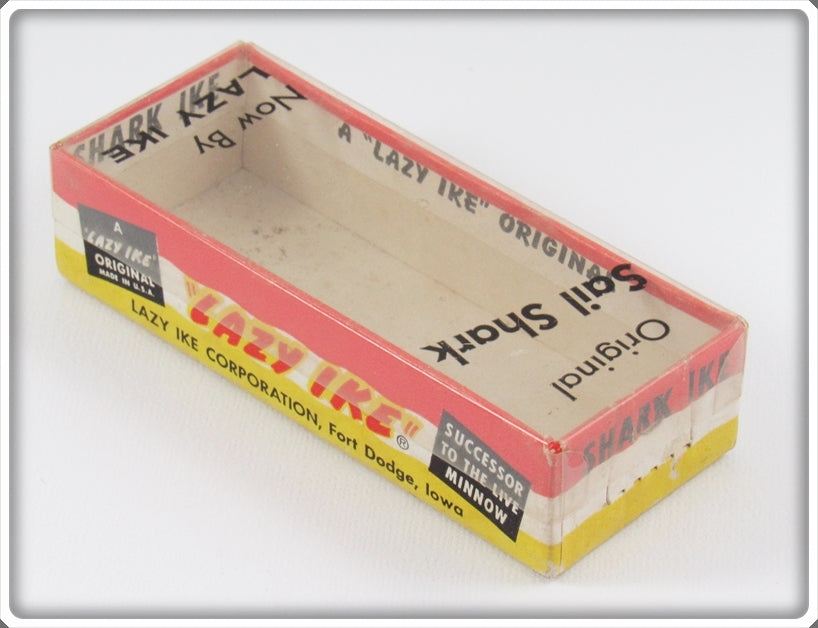 SHARK IKE
Now By
LAZY IKE
A "LAZY IKE" ORIGINAL
Original
Sail Shark
A
"LAZY IKE"
ORIGINAL
MADE IN U.S.A.
"LAZY IKE"®
LAZY IKE CORPORATION, Fort Dodge, Iowa
SUCCESSOR
TO THE LIVE
MINNOW
SHARK IKE